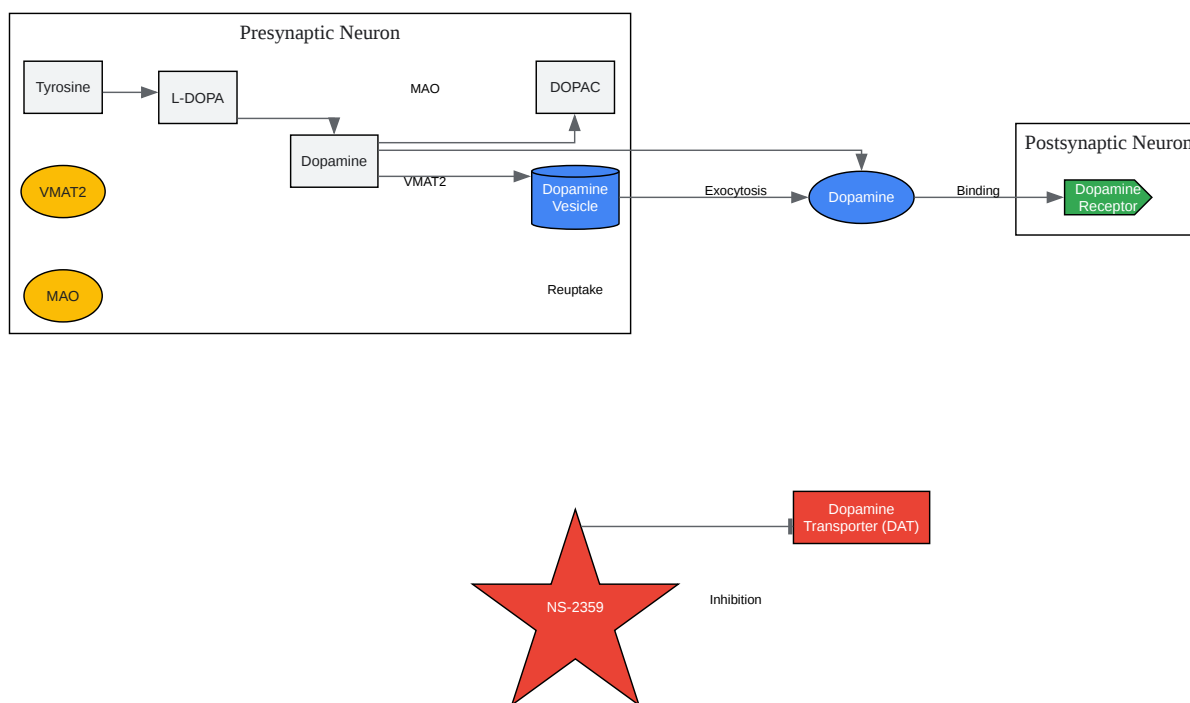 Presynaptic Neuron
Tyrosine
L-DOPA
MAO
DOPAC
Dopamine
VMAT2
VMAT2
Dopamine
Vesicle
Exocytosis
Dopamine
Binding
Postsynaptic Neuron
Dopamine
Receptor
MAO
Reuptake
Dopamine
Transporter (DAT)
NS-2359
Inhibition